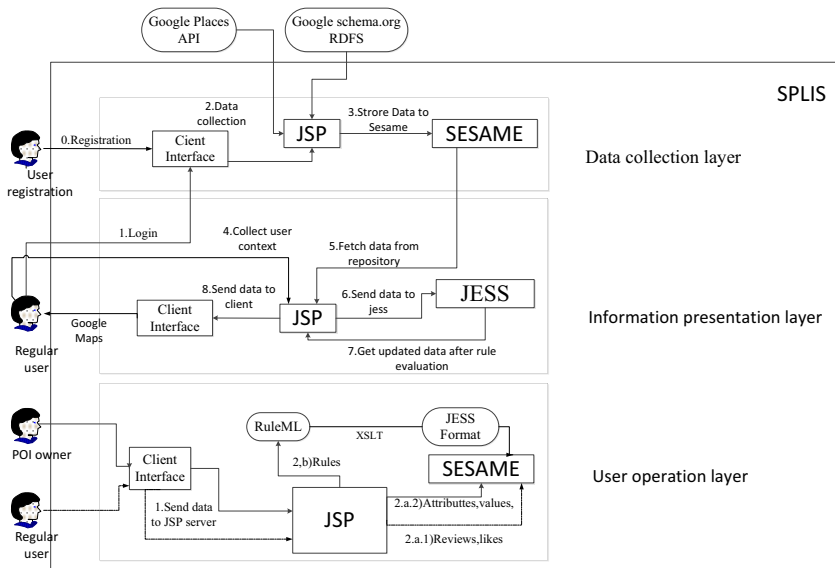 Google Places
API
Google schema.org
RDFS
SPLIS
0.Registration
User
registration
Cient
Interface
2.Data
collection
JSP
3.Strore Data to
Sesame
SESAME
Data collection layer
1.Login
4.Collect user
context
5.Fetch data from
repository
Regular
user
Google
Maps
Client
Interface
8.Send data to
client
JSP
6.Send data to
jess
JESS
7.Get updated data after rule
evaluation
Information presentation layer
POI owner
Regular
user
Client
Interface
1.Send data
to JSP server
RuleML
XSLT
JESS
Format
2,b)Rules
JSP
SESAME
2.a.2)Attributtes,values,
2.a.1)Reviews,likes
User operation layer